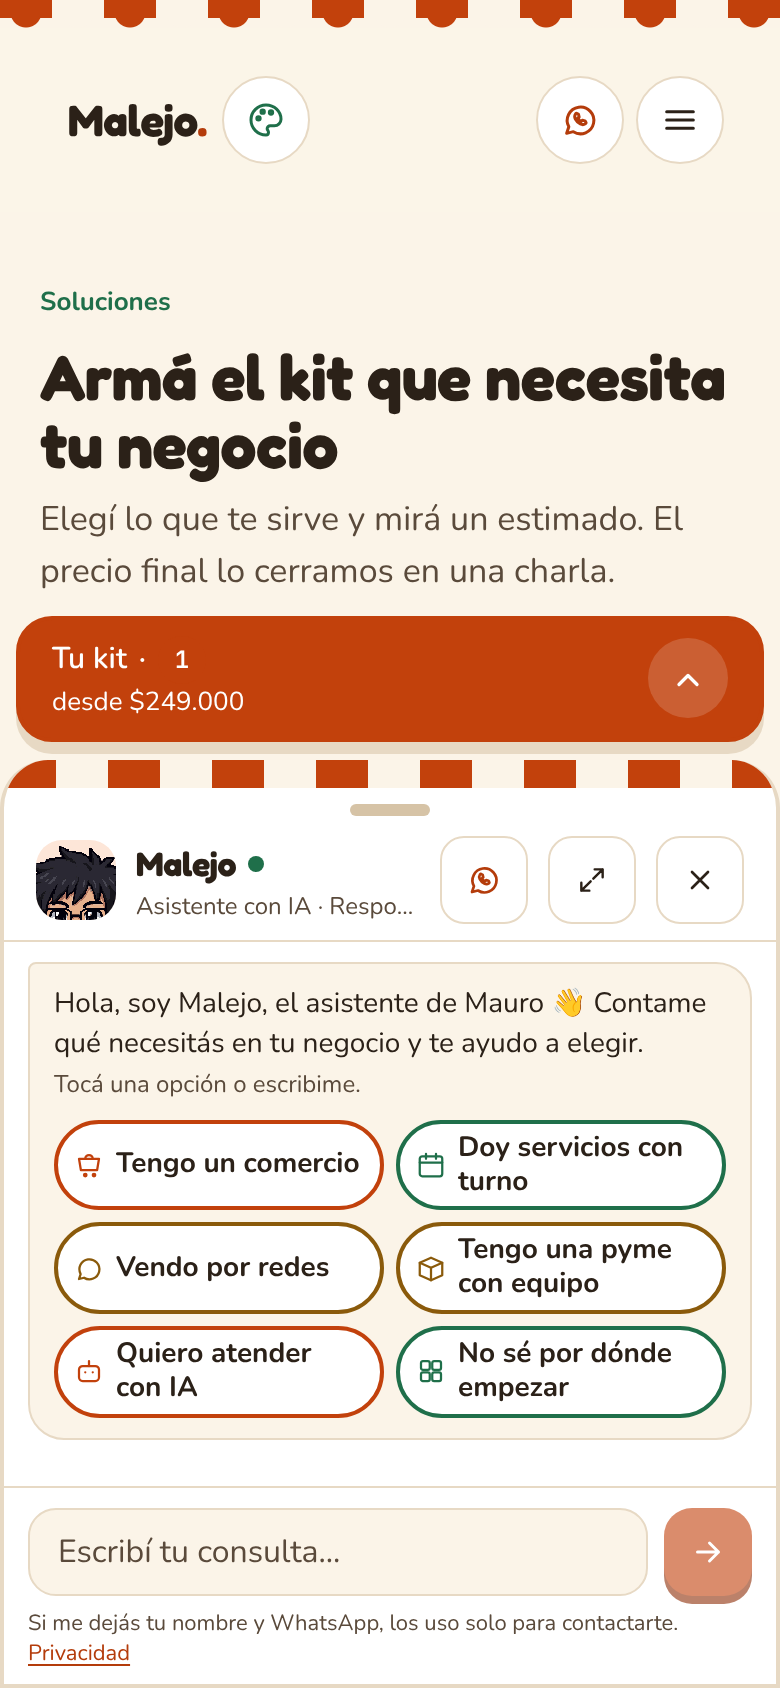 Malejo.
Soluciones
Armá el kit que necesita
tu negocio
Elegí lo que te sirve y mirá un estimado. El
precio final lo cerramos en una charla.
Tu kit · 1
desde $249.000
Malejo
Asistente con IA · Respo...
Hola, soy Malejo, el asistente de Mauro 👋 Contame
qué necesitás en tu negocio y te ayudo a elegir.
Tocá una opción o escribime.
Tengo un comercio
Doy servicios con
turno
Vendo por redes
Tengo una pyme
con equipo
Quiero atender
con IA
No sé por dónde
empezar
Escribí tu consulta...
Si me dejás tu nombre y WhatsApp, los uso solo para contactarte.
Privacidad